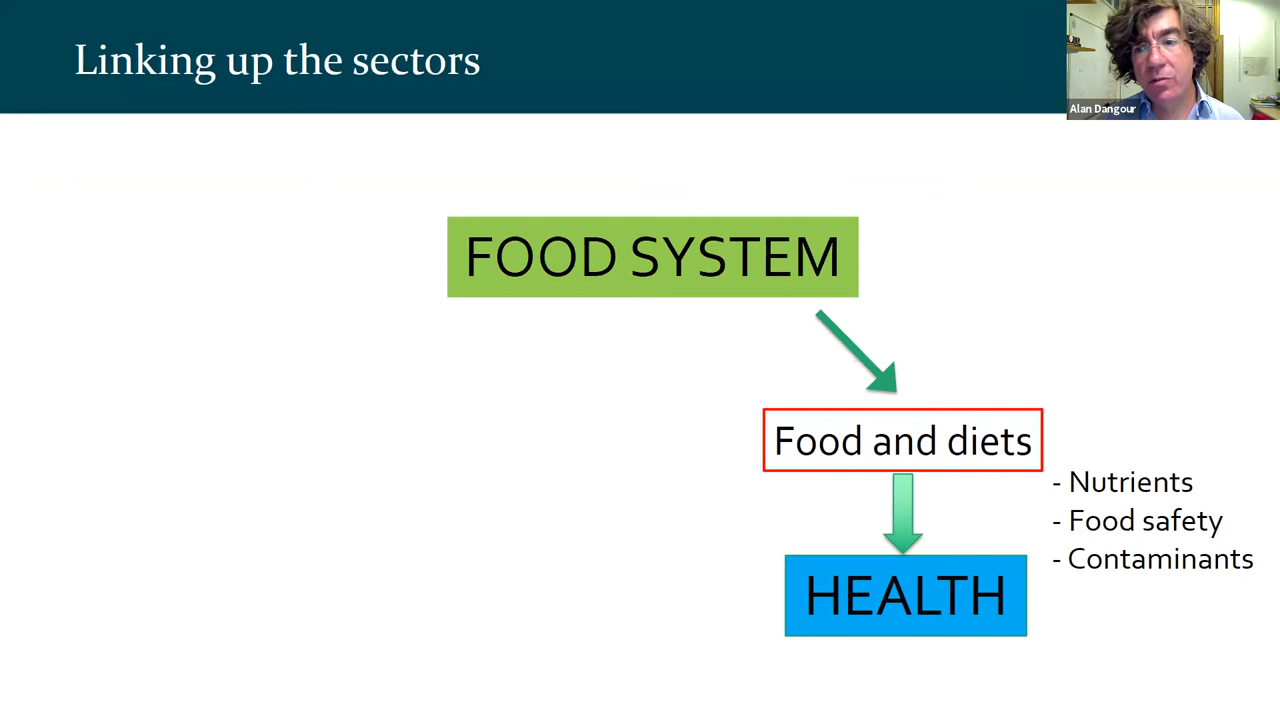 Linking up the sectors
Alan Dangour
FOOD SYSTEM
Food and diets
- Nutrients
- Food safety
- Contaminants
HEALTH